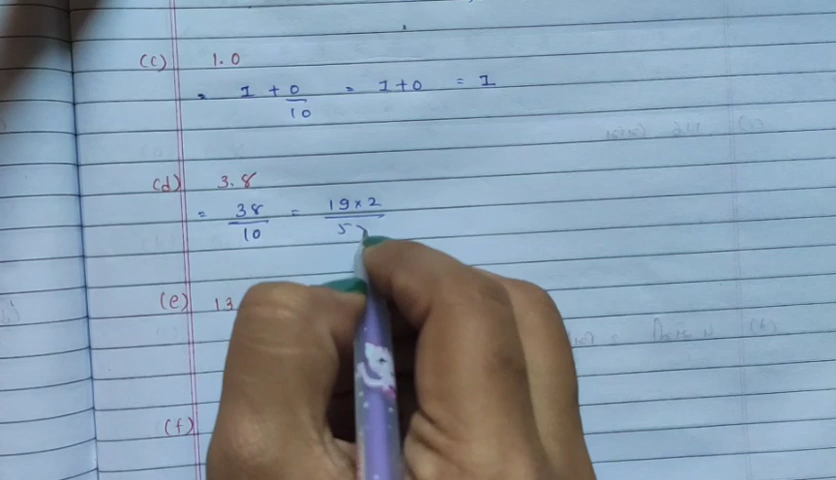 (c) 1.0
= 1 + 0/10 = 1+0 = 1
(d) 3.8
= 38/10 = 19×2/5
(e) 13
(f)